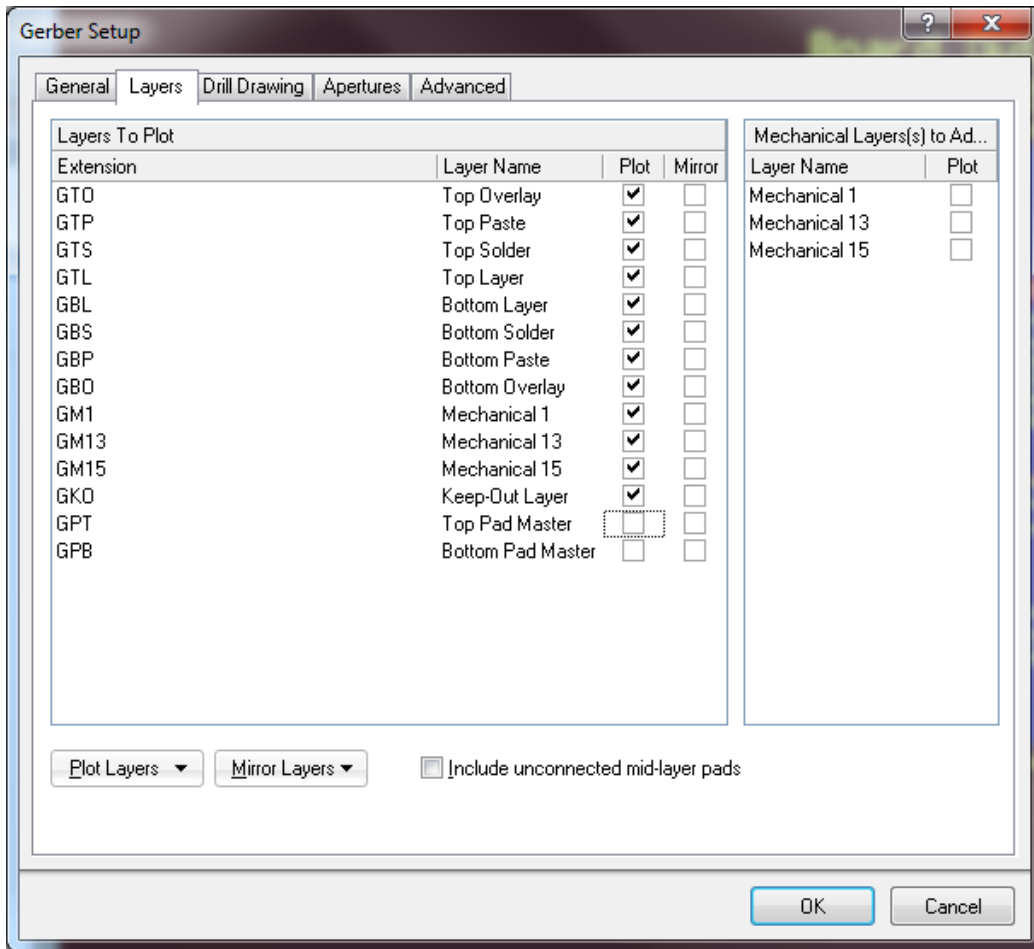 Gerber Setup
General Layers Drill Drawing Apertures Advanced
Layers To Plot
Extension Layer Name Plot Mirror
GTO Top Overlay
GTP Top Paste
GTS Top Solder
GTL Top Layer
GBL Bottom Layer
GBS Bottom Solder
GBP Bottom Paste
GBO Bottom Overlay
GM1 Mechanical 1
GM13 Mechanical 13
GM15 Mechanical 15
GKO Keep-Out Layer
GPT Top Pad Master
GPB Bottom Pad Master
Mechanical Layers(s) to Ad...
Layer Name Plot
Mechanical 1
Mechanical 13
Mechanical 15
Plot Layers Mirror Layers Include unconnected mid-layer pads
OK Cancel